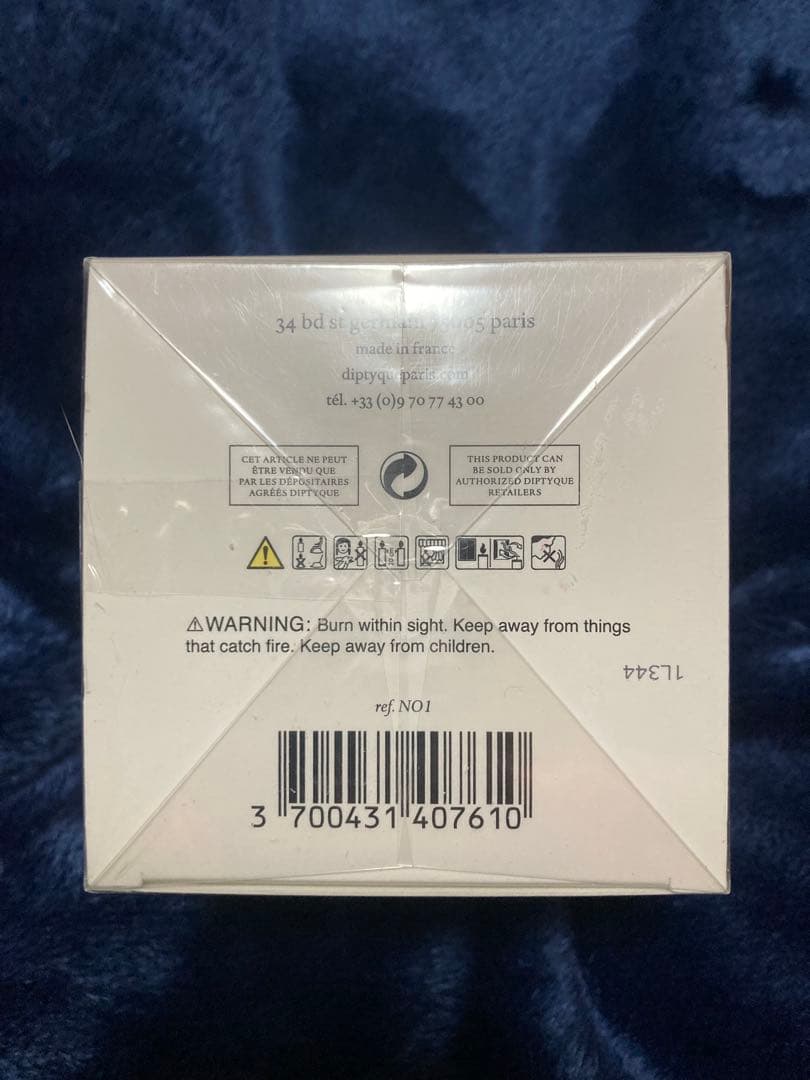 34 bd st germain 75005 paris
made in france
diptyqueparis.com
tél. +33 (0)9 70 77 43 00
CET ARTICLE NE PEUT
ÊTRE VENDU QUE
PAR LES DÉPOSITAIRES
AGRÉÉS DIPTYQUE
THIS PRODUCT CAN
BE SOLD ONLY BY
AUTHORIZED DIPTYQUE
RETAILERS
⚠WARNING: Burn within sight. Keep away from things
that catch fire. Keep away from children.
1L344
ref. NO1
3 700431 407610